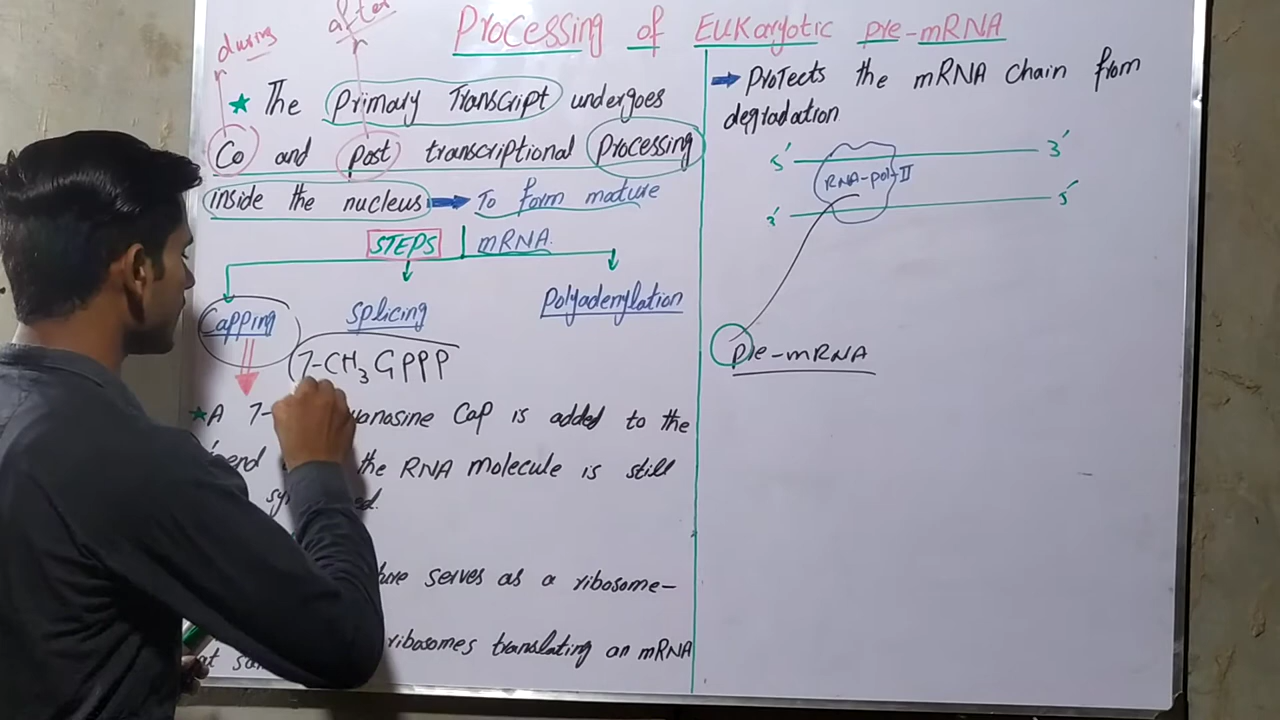 Processing of Eukaryotic pre-mRNA
during
after
★ The Primary Transcript undergoes
Co and post transcriptional Processing
inside the nucleus → To form mature
STEPS mRNA
Capping Splicing Polyadenylation
7-CH3 GPPP
★ A 7- Cap is added to the
end the RNA molecule is still
serves as a ribosome-
ribosomes translating an mRNA
at
→ Protects the mRNA chain from
degradation
5' 3'
RNA-pol-II
3' 5'
pre-mRNA